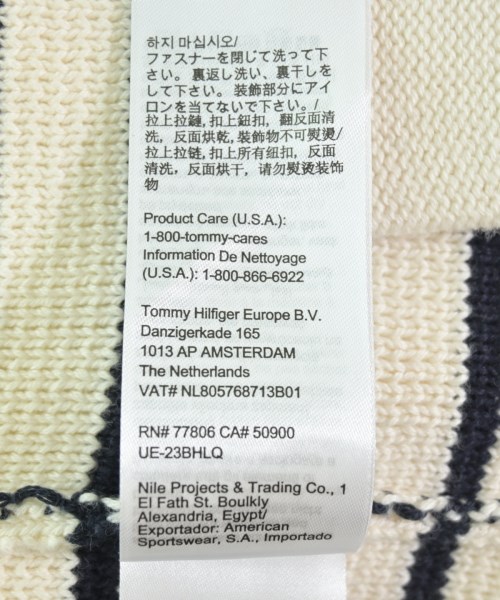 하지 마십시오/
ファスナーを閉じて洗って下
さい。裏返し洗い、裏干しを
して下さい。装飾部分にアイ
ロンを当てないで下さい。/
拉上拉鏈, 扣上鈕扣, 翻反面清
洗, 反面烘乾, 裝飾物不可熨燙/
拉上拉链, 扣上所有纽扣, 反面
清洗，反面烘干，请勿熨烫装饰
物
Product Care (U.S.A.):
1-800-tommy-cares
Information De Nettoyage
(U.S.A.): 1-800-866-6922
Tommy Hilfiger Europe B.V.
Danzigerkade 165
1013 AP AMSTERDAM
The Netherlands
VAT# NL805768713B01
RN# 77806 CA# 50900
UE-23BHLQ
Nile Projects & Trading Co., 1
El Fath St. Boulkly
Alexandria, Egypt/
Exportador: American
Sportswear, S.A., Importado